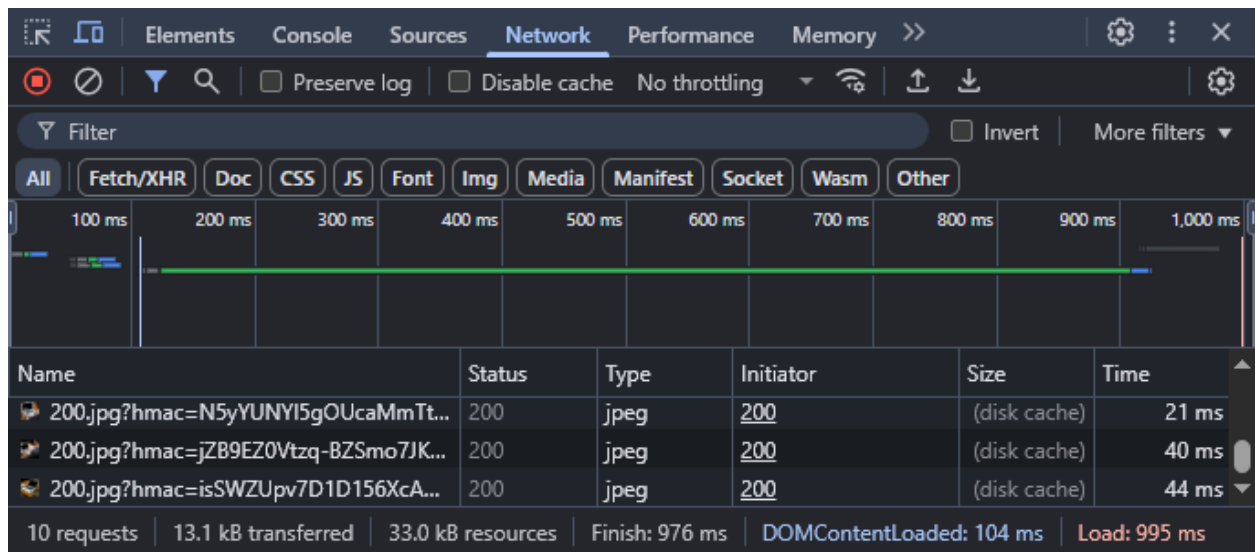 Elements Console Sources Network Performance Memory
Preserve log Disable cache No throttling
Filter Invert More filters
All Fetch/XHR Doc CSS JS Font Img Media Manifest Socket Wasm Other
100 ms 200 ms 300 ms 400 ms 500 ms 600 ms 700 ms 800 ms 900 ms 1,000 ms
Name Status Type Initiator Size Time
200.jpg?hmac=N5yYUNYI5gOUcaMmTt... 200 jpeg 200 (disk cache) 21 ms
200.jpg?hmac=jZB9EZ0Vtzq-BZSmo7JK... 200 jpeg 200 (disk cache) 40 ms
200.jpg?hmac=isSWZUpv7D1D156XcA... 200 jpeg 200 (disk cache) 44 ms
10 requests 13.1 kB transferred 33.0 kB resources Finish: 976 ms DOMContentLoaded: 104 ms Load: 995 ms